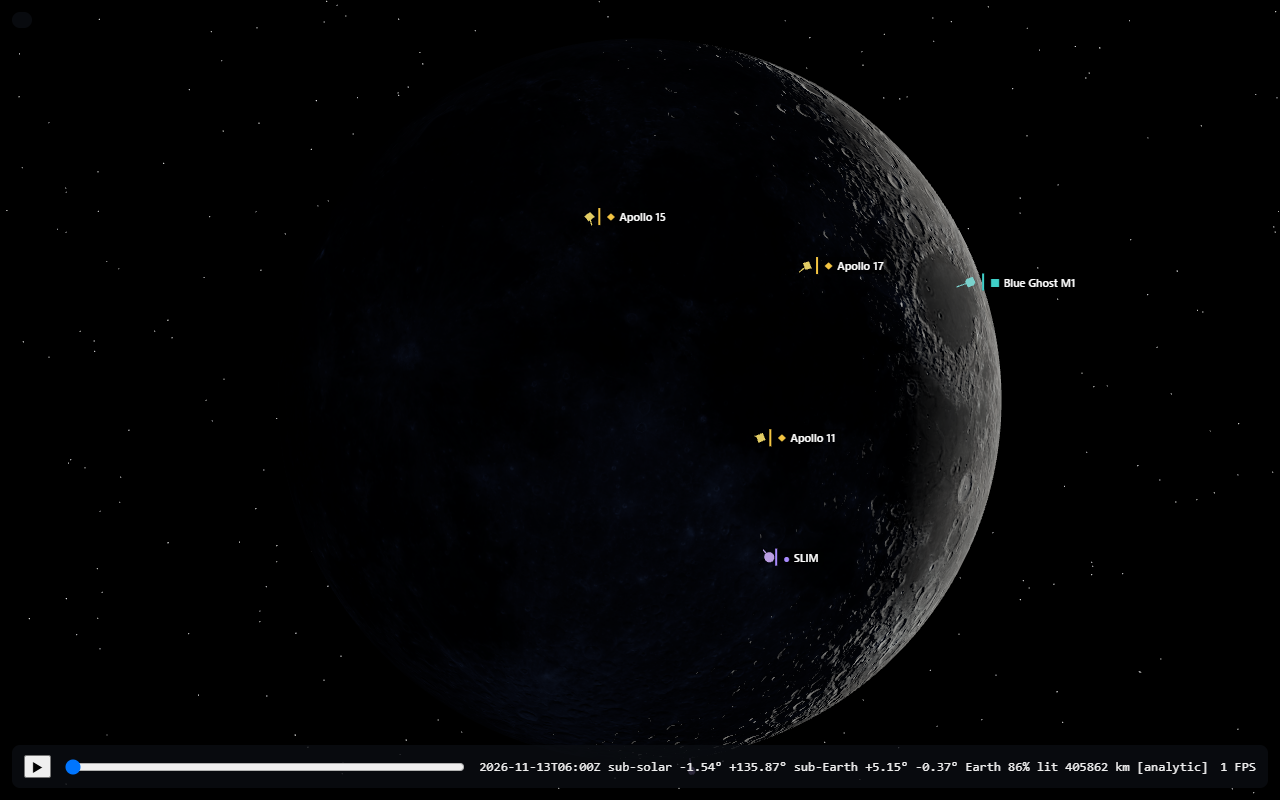 Apollo 15
Apollo 17
Blue Ghost M1
Apollo 11
SLIM
2026-11-13T06:00Z sub-solar -1.54° +135.87° sub-Earth +5.15° -0.37° Earth 86% lit 405862 km [analytic] 1 FPS